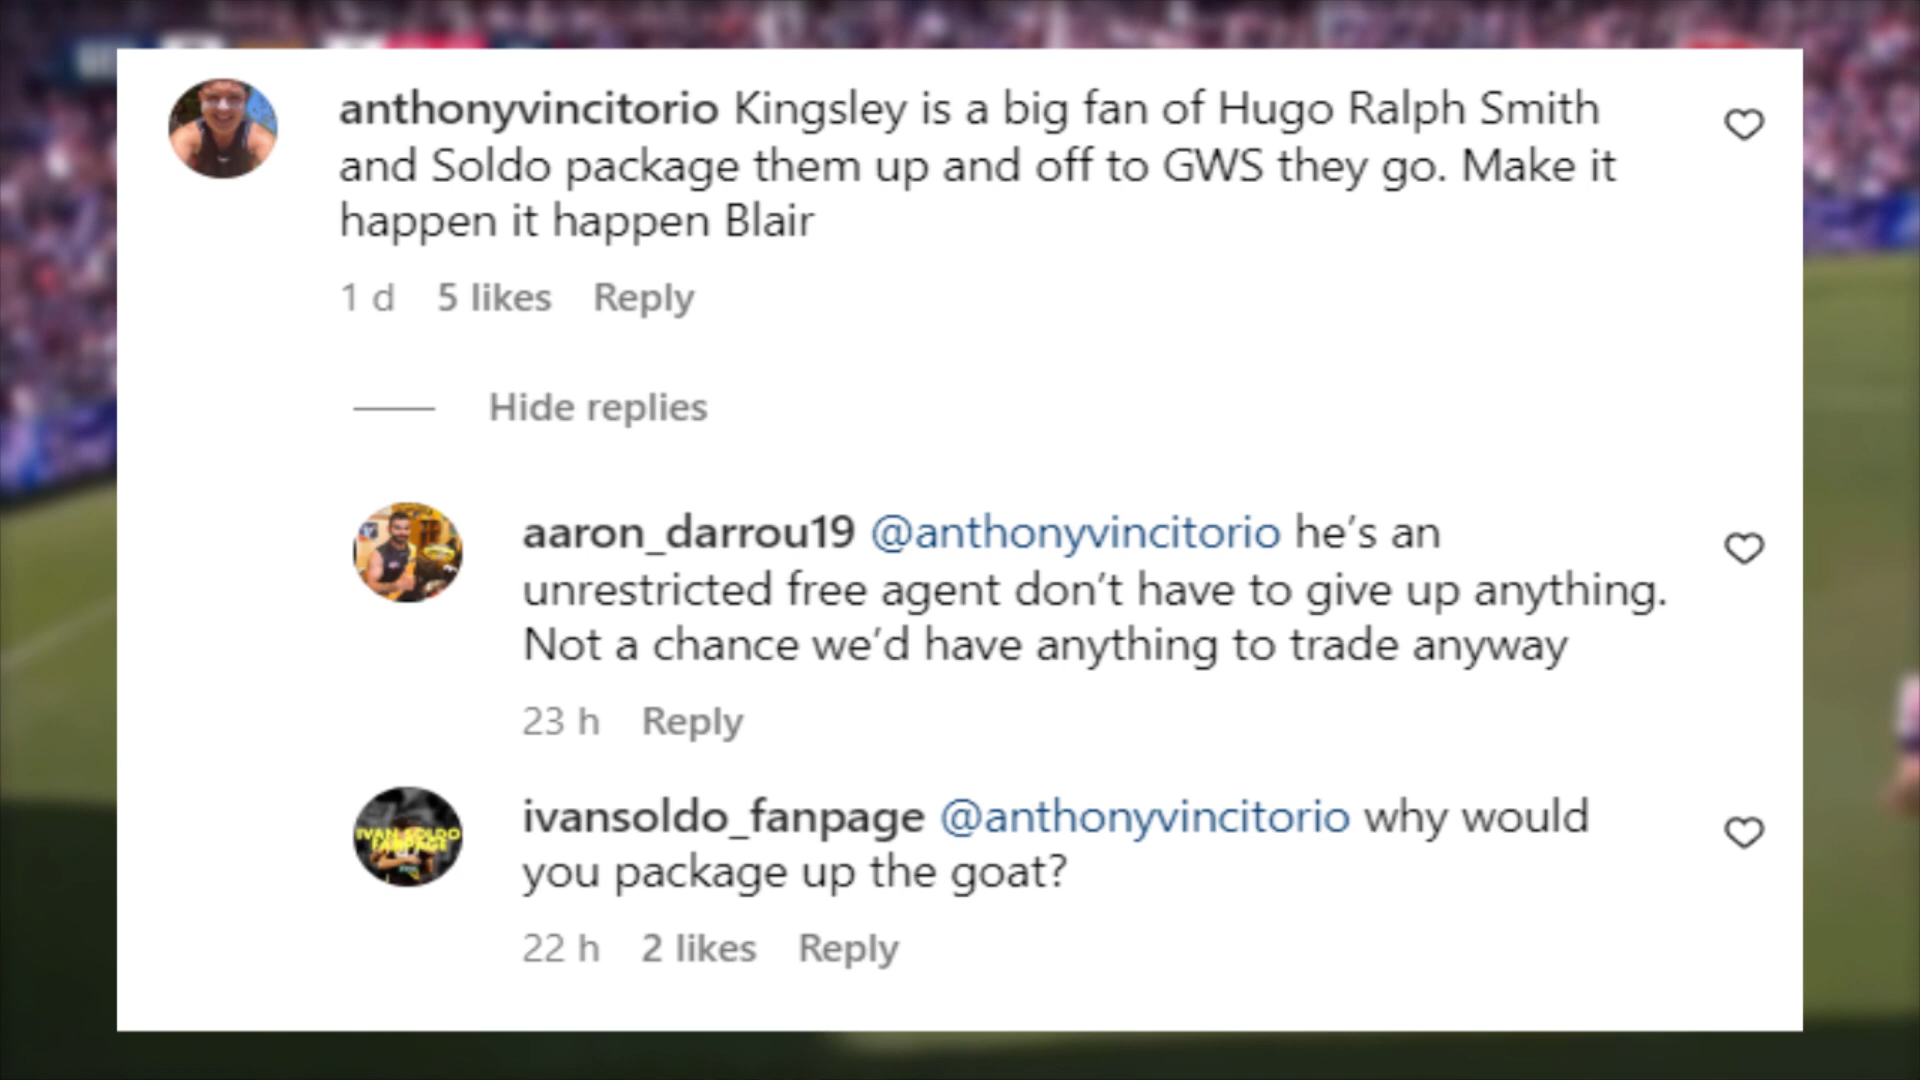 anthonyvincitorio Kingsley is a big fan of Hugo Ralph Smith
and Soldo package them up and off to GWS they go. Make it
happen it happen Blair
1 d 5 likes Reply
Hide replies
aaron_darrou19 @anthonyvincitorio he’s an
unrestricted free agent don’t have to give up anything.
Not a chance we’d have anything to trade anyway
23 h Reply
ivansoldo_fanpage @anthonyvincitorio why would
you package up the goat?
IVAN SOLDO
FANPAGE
22 h 2 likes Reply